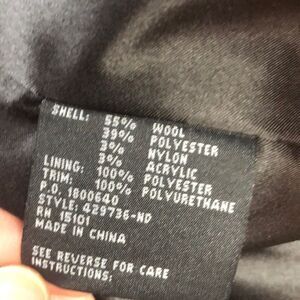 SHELL: 55% WOOL
39% POLYESTER
3% NYLON
3% ACRYLIC
LINING: 100% POLYESTER
TRIM: 100% POLYURETHANE
P.O. 1800640
STYLE: 429736-ND
RN 15101
MADE IN CHINA
SEE REVERSE FOR CARE
INSTRUCTIONS: